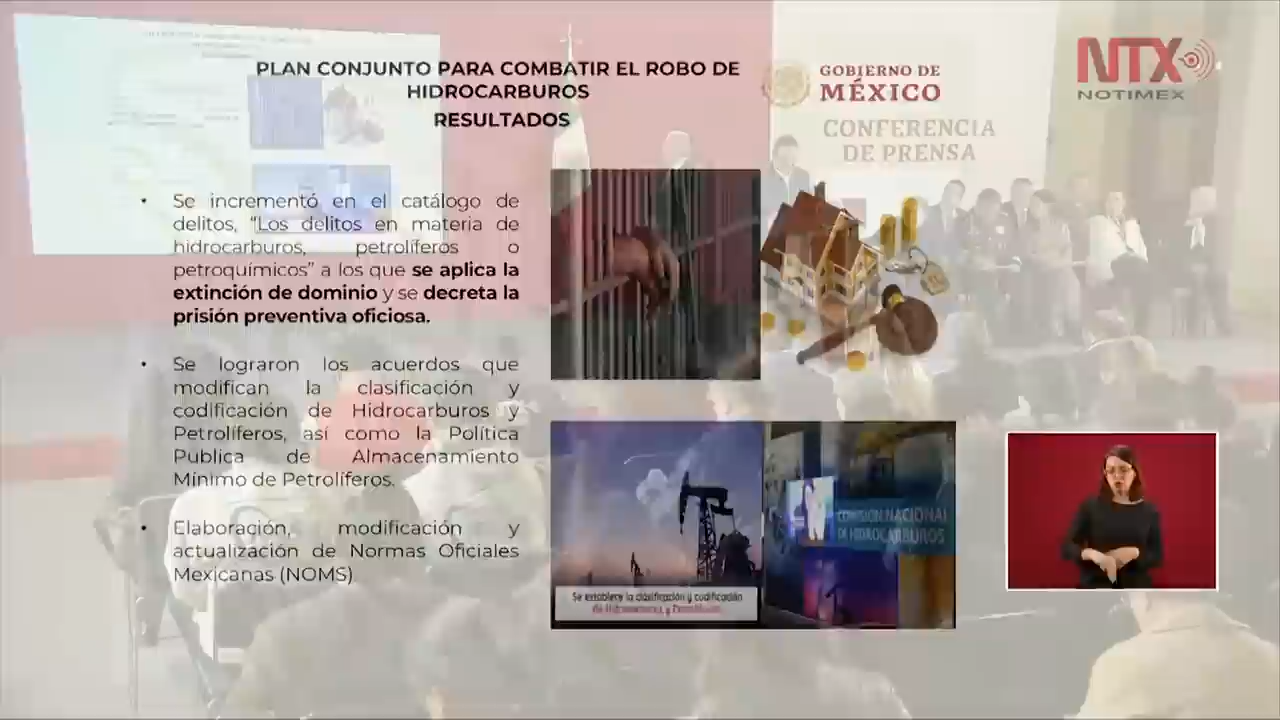 PLAN CONJUNTO PARA COMBATIR EL ROBO DE
HIDROCARBUROS
RESULTADOS
GOBIERNO DE
MÉXICO
CONFERENCIA
DE PRENSA
NTX
NOTIMEX
• Se incrementó en el catálogo de
delitos, “Los delitos en materia de
hidrocarburos, petrolíferos o
petroquímicos” a los que se aplica la
extinción de dominio y se decreta la
prisión preventiva oficiosa.
• Se lograron los acuerdos que
modifican la clasificación y
codificación de Hidrocarburos y
Petrolíferos, así como la Política
Publica de Almacenamiento
Mínimo de Petrolíferos.
• Elaboración, modificación y
actualización de Normas Oficiales
Mexicanas (NOMS)
Se establece la clasificación y codificación
de Hidrocarburos y Petrolíferos
COMISIÓN NACIONAL
DE HIDROCARBUROS